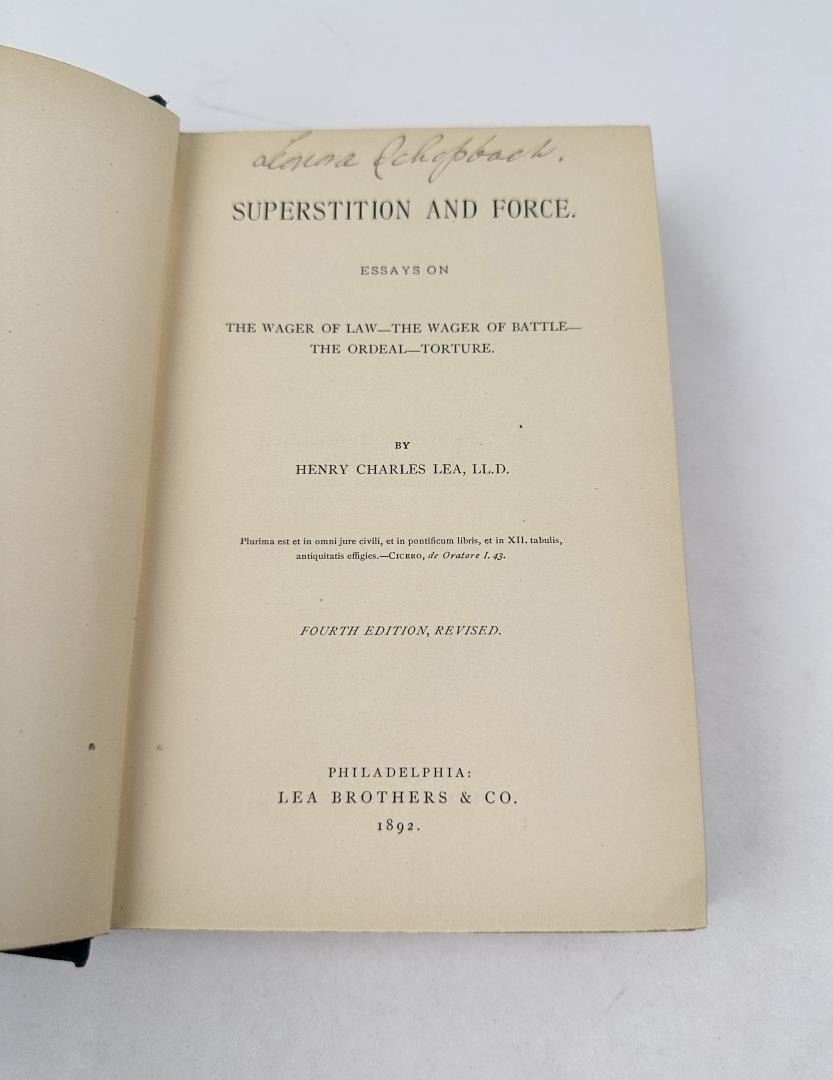 Lenora Schopbach.
SUPERSTITION AND FORCE.
ESSAYS ON
THE WAGER OF LAW—THE WAGER OF BATTLE—
THE ORDEAL—TORTURE.
BY
HENRY CHARLES LEA, LL.D.
Plurima est et in omni jure civili, et in pontificum libris, et in XII. tabulis,
antiquitatis effigies.—CICERO, de Oratore I. 43.
FOURTH EDITION, REVISED.
PHILADELPHIA:
LEA BROTHERS & CO.
1892.